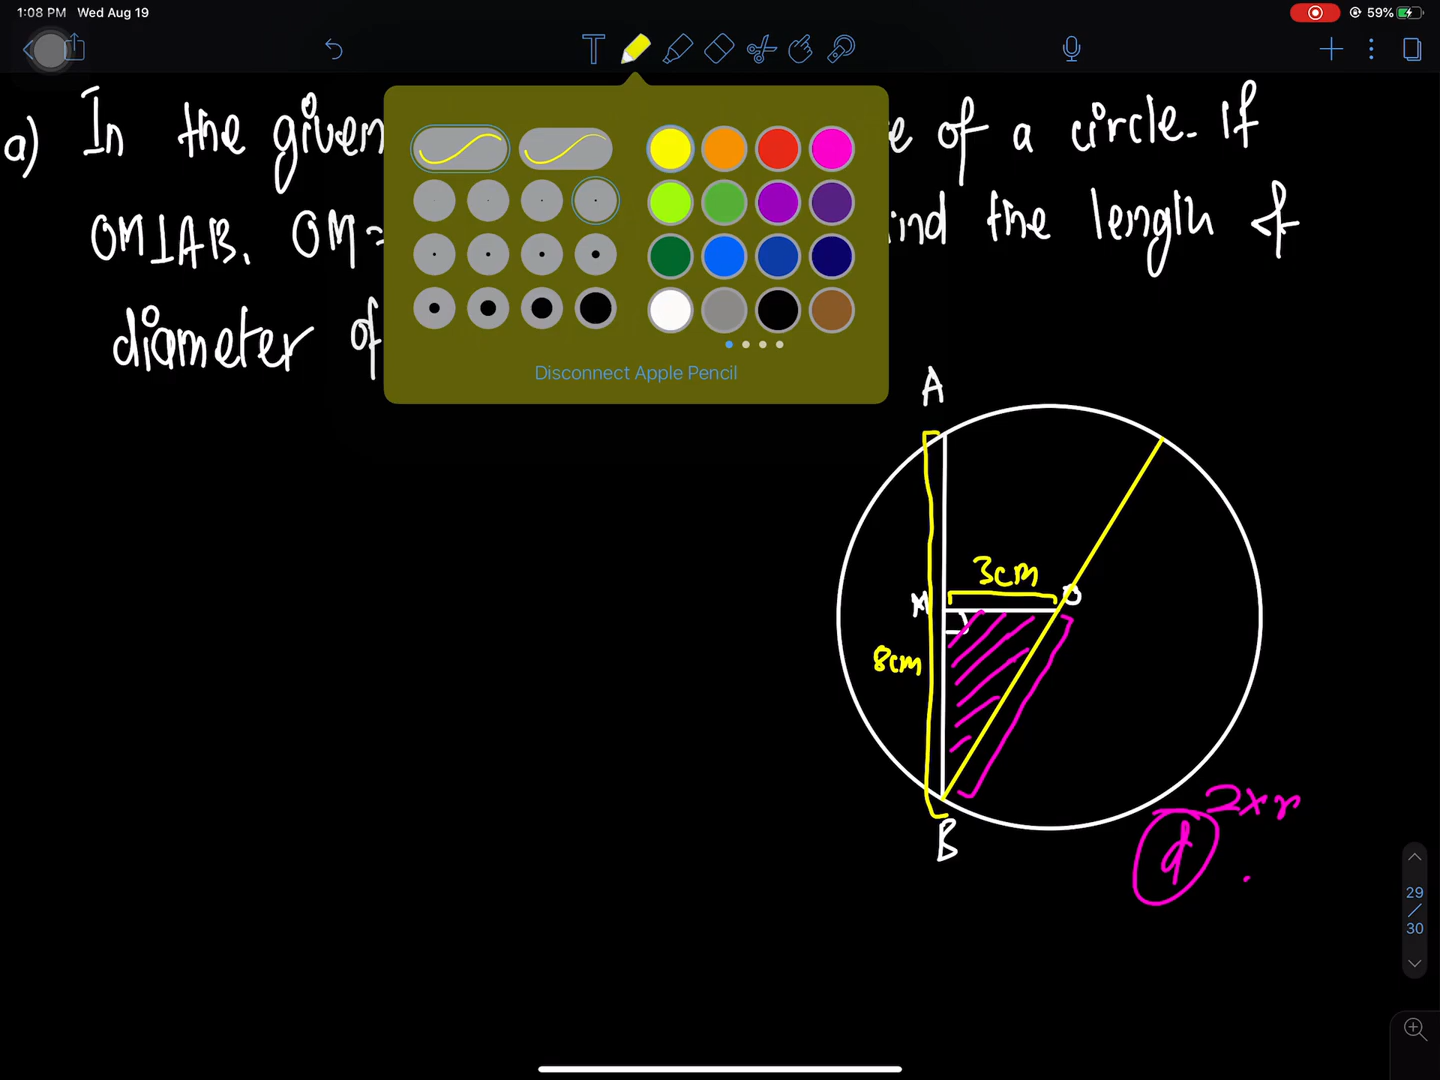 1:08 PM Wed Aug 19
59%
T
a) In the given of a circle. If
OM⊥AB. OM= ind the length of
diameter of
Disconnect Apple Pencil
A
3cm
M
O
8cm
B
2×r
d
29
/
30